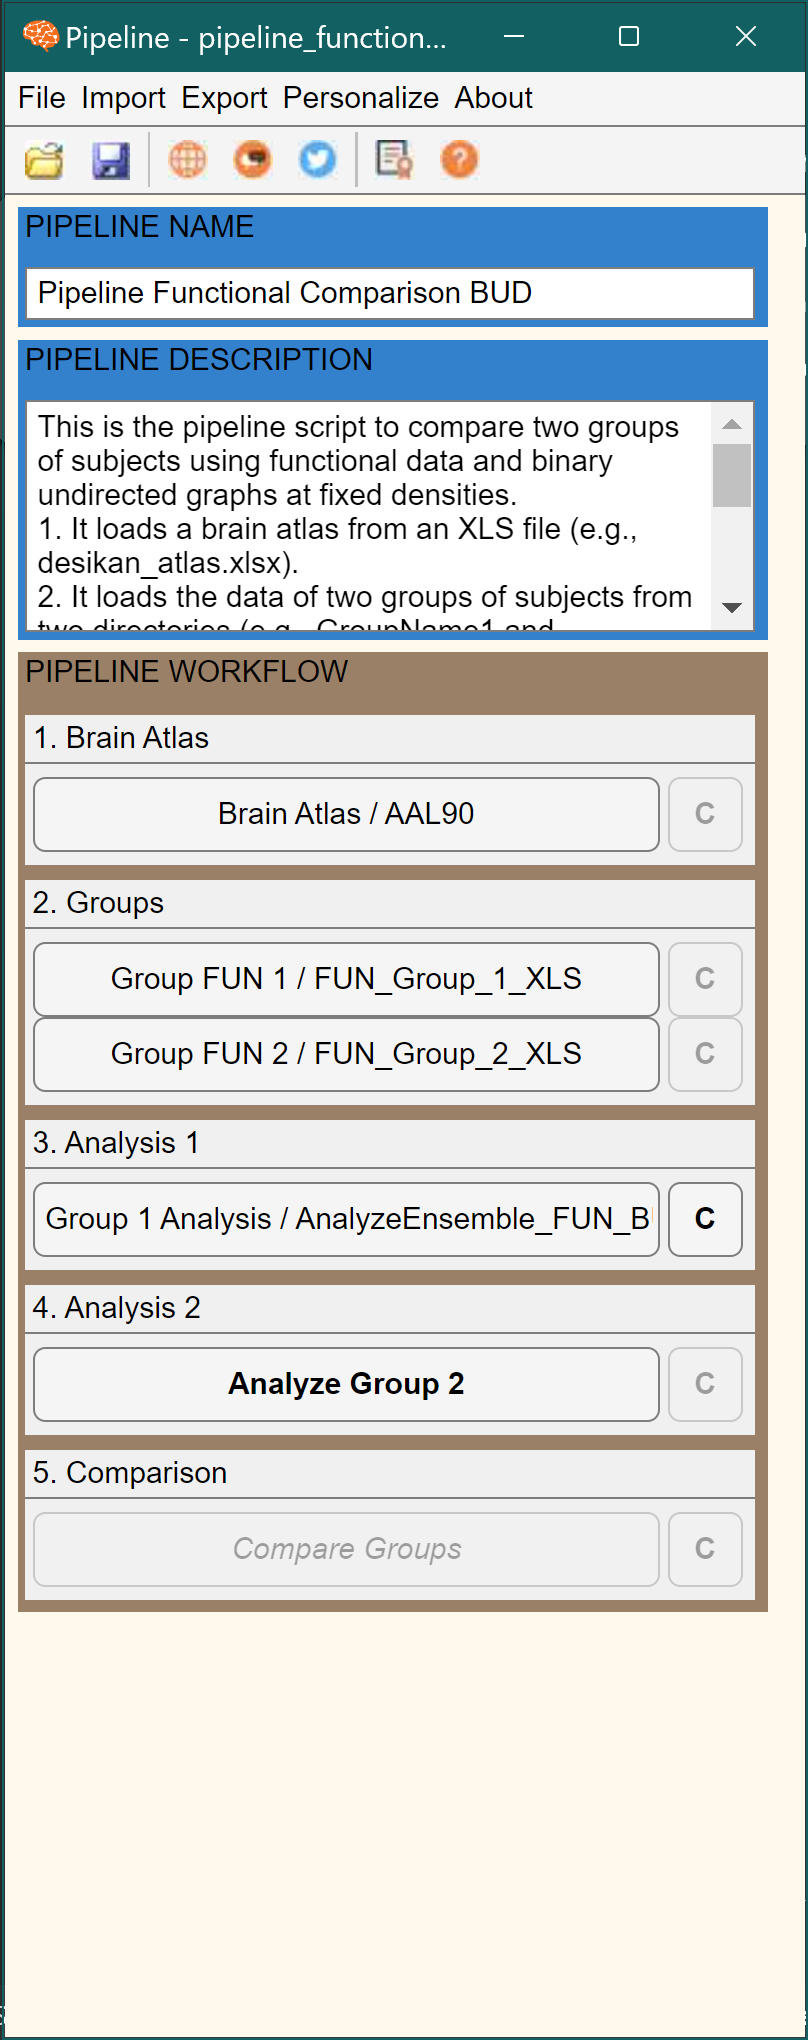 Pipeline - pipeline_function...
File Import Export Personalize About
PIPELINE NAME
Pipeline Functional Comparison BUD
PIPELINE DESCRIPTION
This is the pipeline script to compare two groups
of subjects using functional data and binary
undirected graphs at fixed densities.
1. It loads a brain atlas from an XLS file (e.g.,
desikan_atlas.xlsx).
2. It loads the data of two groups of subjects from
two directories (e.g., GroupName1 and
PIPELINE WORKFLOW
1. Brain Atlas
Brain Atlas / AAL90 C
2. Groups
Group FUN 1 / FUN_Group_1_XLS C
Group FUN 2 / FUN_Group_2_XLS C
3. Analysis 1
Group 1 Analysis / AnalyzeEnsemble_FUN_B C
4. Analysis 2
Analyze Group 2 C
5. Comparison
Compare Groups C